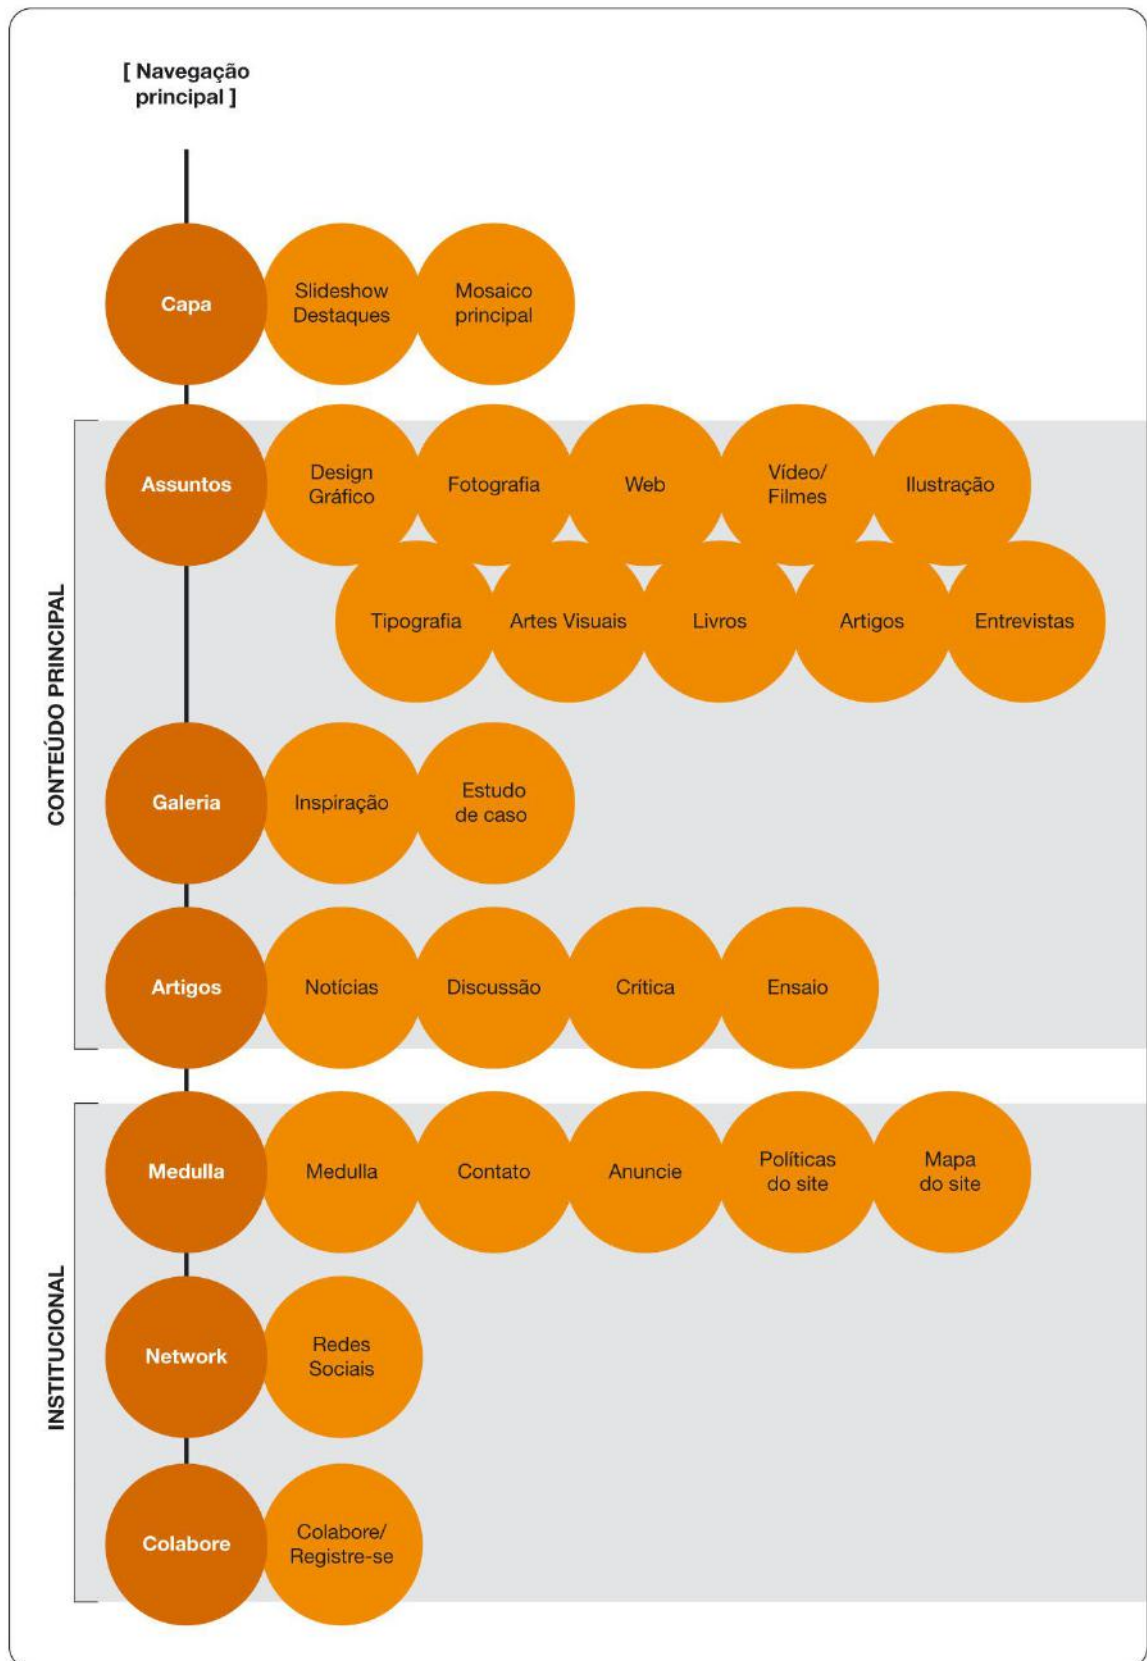 [ Navegação
principal ]
Capa
Slideshow
Destaques
Mosaico
principal
CONTEÚDO PRINCIPAL
Assuntos
Design
Gráfico
Fotografia
Web
Vídeo/
Filmes
Ilustração
Tipografia
Artes Visuais
Livros
Artigos
Entrevistas
Galeria
Inspiração
Estudo
de caso
Artigos
Notícias
Discussão
Crítica
Ensaio
INSTITUCIONAL
Medulla
Medulla
Contato
Anuncie
Políticas
do site
Mapa
do site
Network
Redes
Sociais
Colabore
Colabore/
Registre-se